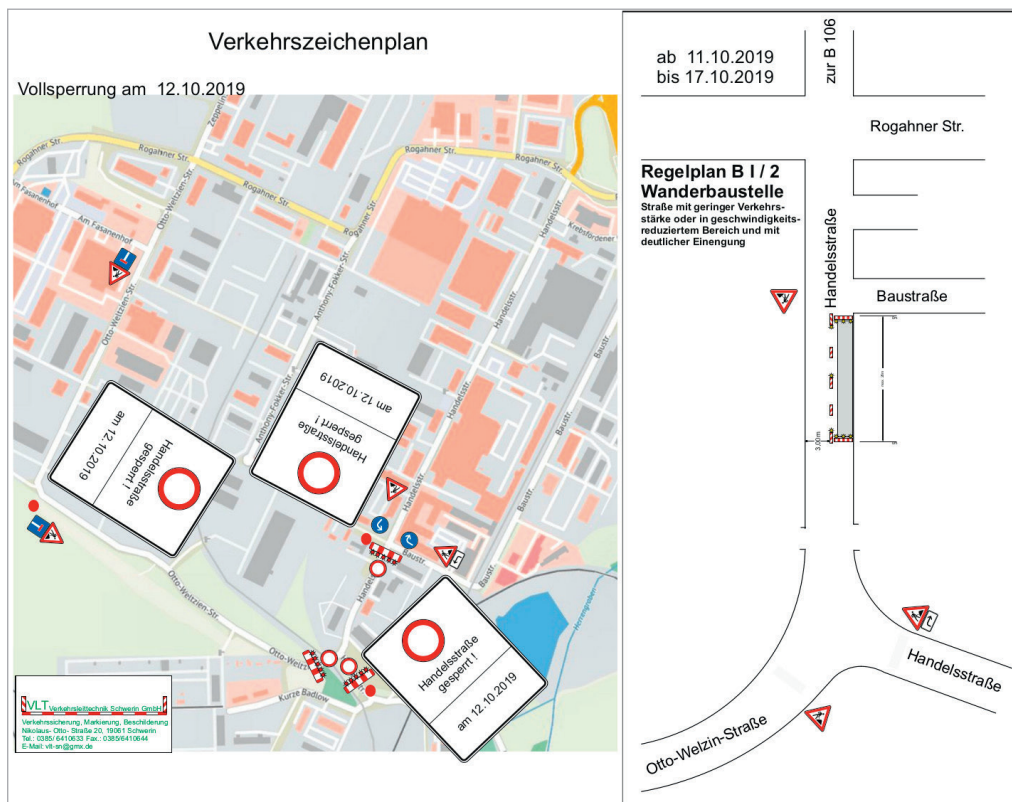 Verkehrszeichenplan
Vollsperrung am 12.10.2019
Rogahner Str.
Rogahner Str.
Rogahner Str.
Rogahner Str.
Rogahner Str.
Am Fasanenhof
Am Fasanenhof
Otto-Weltzien-Str.
Otto-Weltzien-Str.
Handelsstr.
Krebsfördener
Anthony-Fokker-Str.
Anthony-Fokker-Str.
Handelsstr.
Baustr.
Baustr.
Handelsstr.
Baustr.
Baustr.
Otto-Weltzien-Str.
Kurze Badlow
Handelsstraße
gesperrt !
am 12.10.2019
Handelsstraße
gesperrt !
am 12.10.2019
Handelsstraße
gesperrt !
am 12.10.2019
VLT Verkehrsleittechnik Schwerin GmbH
Verkehrssicherung, Markierung, Beschilderung
Nikolaus- Otto- Straße 20, 19061 Schwerin
Tel.: 0385/ 6410633 Fax.: 0385/6410644
E-Mail: vlt-sn@gmx.de
ab 11.10.2019
bis 17.10.2019
zur B 106
Rogahner Str.
Regelplan B I / 2
Wanderbaustelle
Straße mit geringer Verkehrs-
stärke oder in geschwindigkeits-
reduziertem Bereich und mit
deutlicher Einengung
Handelsstraße
Baustraße
3,00m
Handelsstraße
Otto-Welzin-Straße